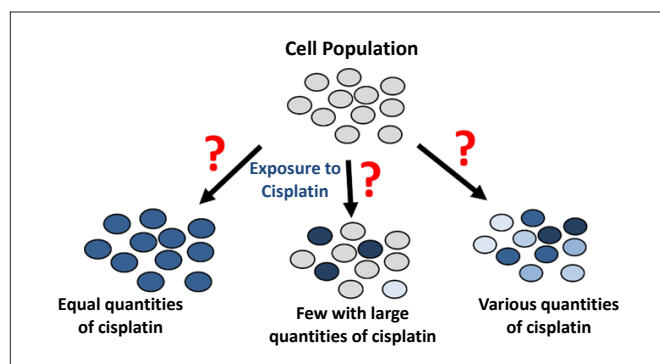 Cell Population
?
?
?
Exposure to
Cisplatin
Equal quantities
of cisplatin
Few with large
quantities of cisplatin
Various quantities
of cisplatin